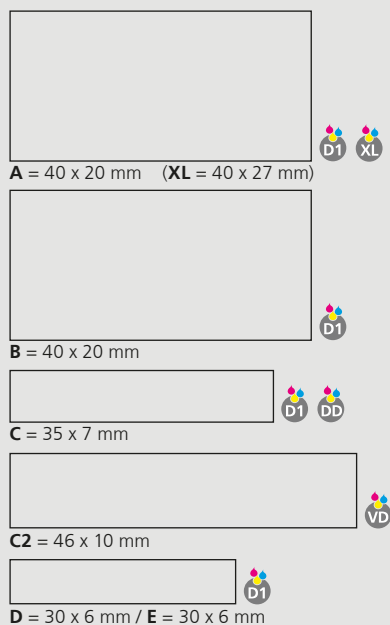 D1 XL
A = 40 x 20 mm (XL = 40 x 27 mm)
D1
B = 40 x 20 mm
D1 DD
C = 35 x 7 mm
VD
C2 = 46 x 10 mm
D1
D = 30 x 6 mm / E = 30 x 6 mm